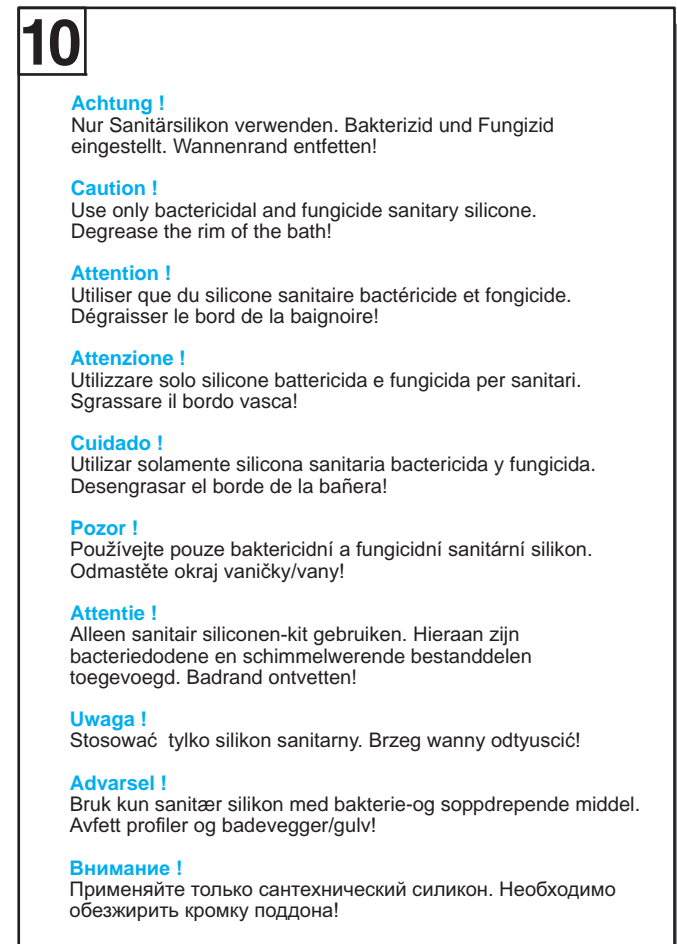 10
Achtung !
Nur Sanitärsilikon verwenden. Bakterizid und Fungizid
eingestellt. Wannenrand entfetten!
Caution !
Use only bactericidal and fungicide sanitary silicone.
Degrease the rim of the bath!
Attention !
Utiliser que du silicone sanitaire bactéricide et fongicide.
Dégraisser le bord de la baignoire!
Attenzione !
Utilizzare solo silicone battericida e fungicida per sanitari.
Sgrassare il bordo vasca!
Cuidado !
Utilizar solamente silicona sanitaria bactericida y fungicida.
Desengrasar el borde de la bañera!
Pozor !
Používejte pouze baktericidní a fungicidní sanitární silikon.
Odmastěte okraj vaničky/vany!
Attentie !
Alleen sanitair siliconen-kit gebruiken. Hieraan zijn
bacteriedodene en schimmelwerende bestanddelen
toegevoegd. Badrand ontvetten!
Uwaga !
Stosować  tylko silikon sanitarny. Brzeg wanny odtyuscić!
Advarsel !
Bruk kun sanitær silikon med bakterie-og soppdrepende middel.
Avfett profiler og badevegger/gulv!
Внимание !
Применяйте только сантехнический силикон. Необходимо
обезжирить кромку поддона!